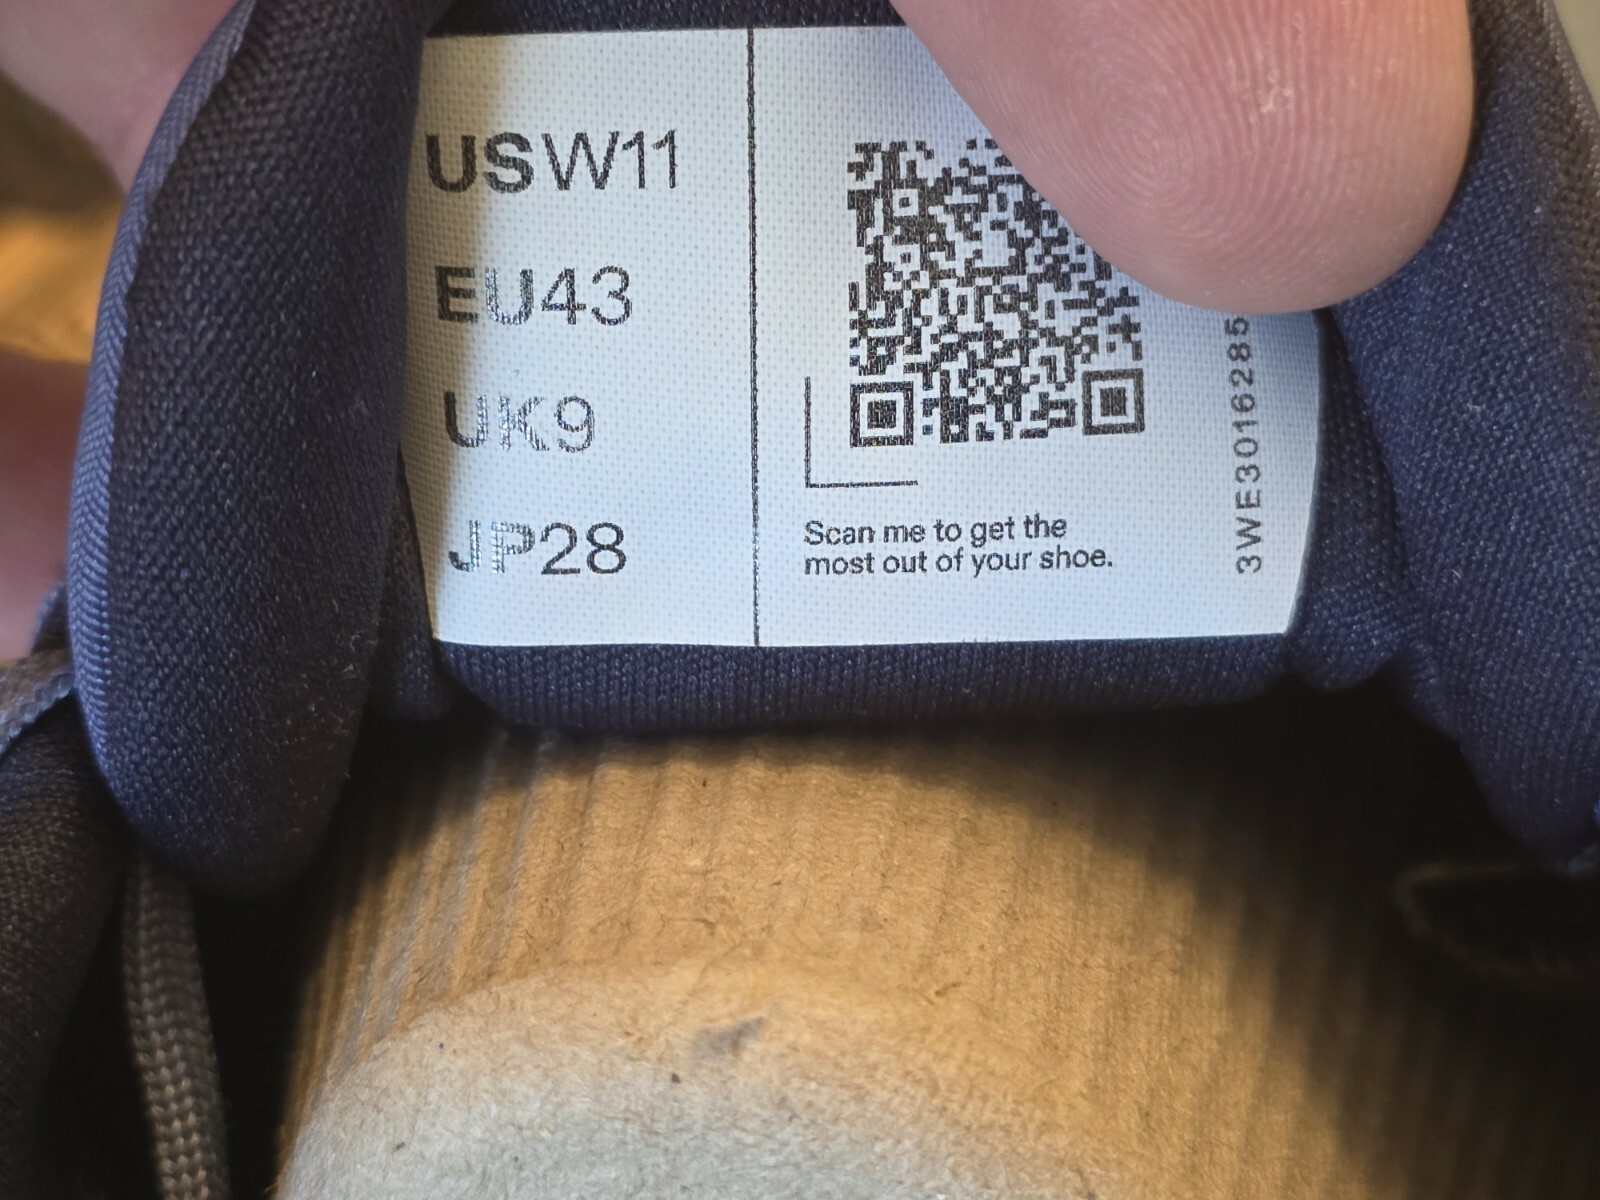 USW11
EU43
UK9
JP28
Scan me to get the
most out of your shoe.
3WE3016285